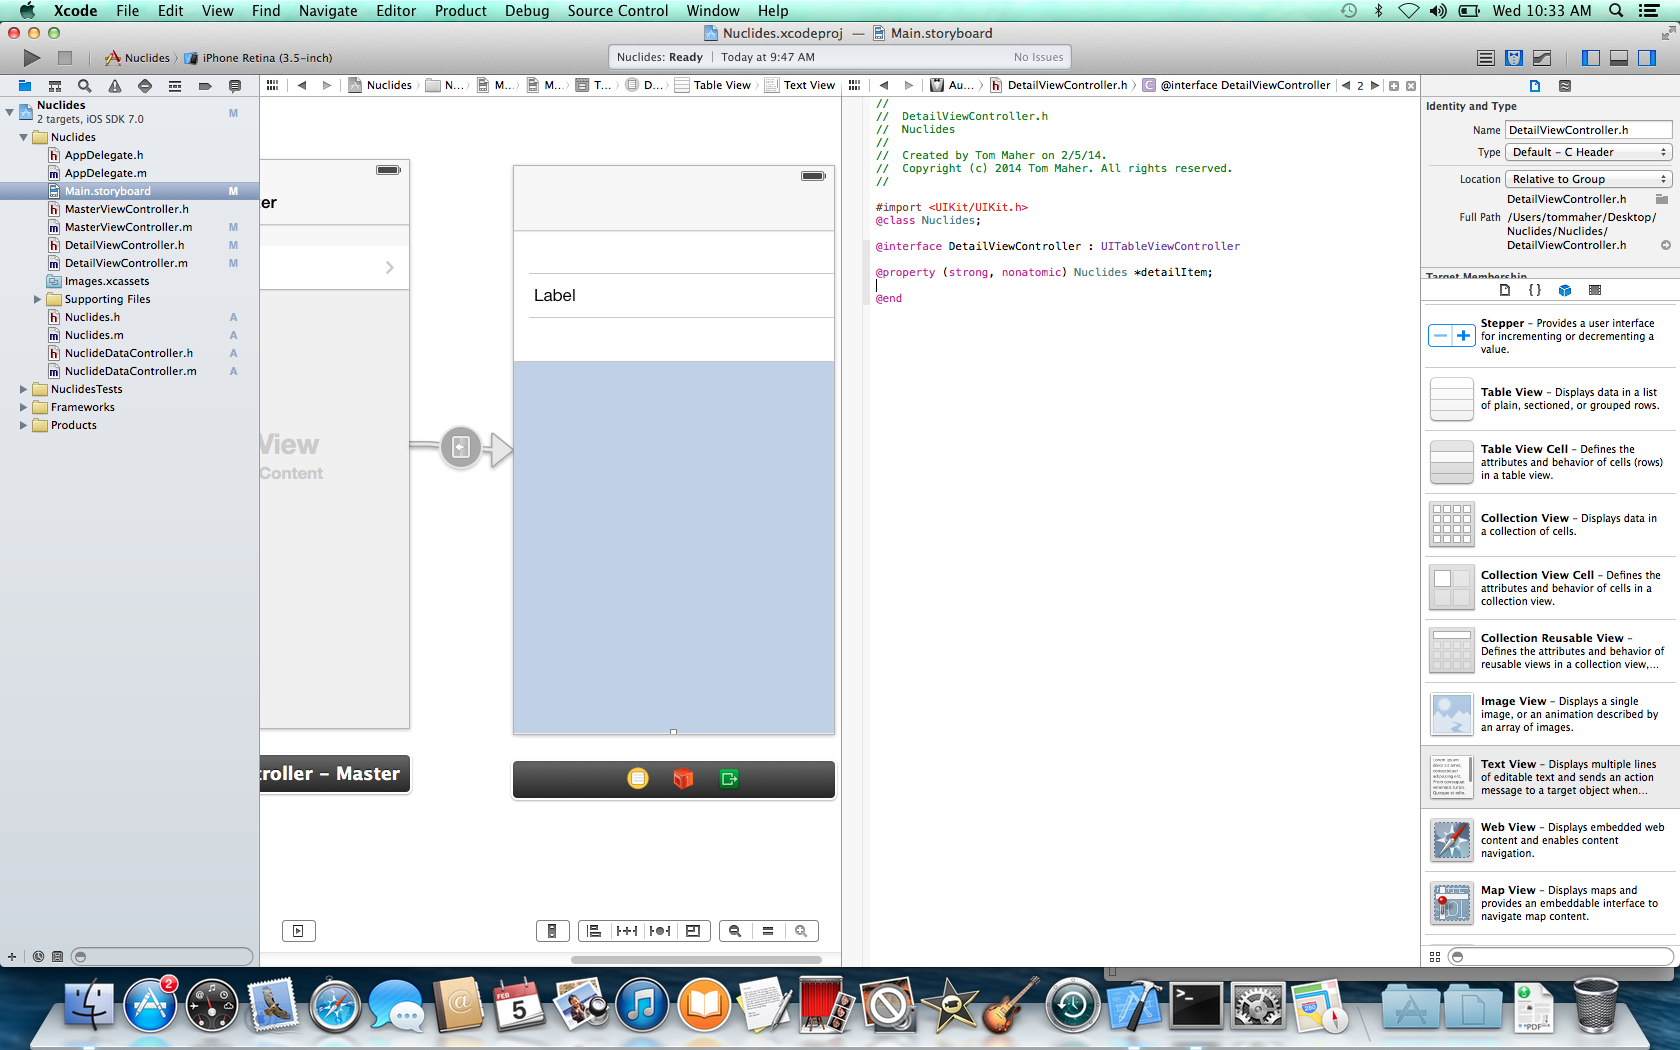 Xcode File Edit View Find Navigate Editor Product Debug Source Control Window Help Wed 10:33 AM
Nuclides.xcodeproj — Main.storyboard
Nuclides iPhone Retina (3.5-inch) Nuclides: Ready Today at 9:47 AM No Issues
Nuclides N... M... M... T... D... Table View Text View Au... DetailViewController.h @interface DetailViewController 2
Nuclides M
2 targets, iOS SDK 7.0
Nuclides
AppDelegate.h
AppDelegate.m
Main.storyboard M
MasterViewController.h
MasterViewController.m M
DetailViewController.h M
DetailViewController.m M
Images.xcassets
Supporting Files
Nuclides.h A
Nuclides.m A
NuclideDataController.h A
NuclideDataController.m A
NuclidesTests
Frameworks
Products
er
View
Content
troller – Master
Label
//
// DetailViewController.h
// Nuclides
//
// Created by Tom Maher on 2/5/14.
// Copyright (c) 2014 Tom Maher. All rights reserved.
//
#import <UIKit/UIKit.h>
@class Nuclides;
@interface DetailViewController : UITableViewController
@property (strong, nonatomic) Nuclides *detailItem;
@end
Identity and Type
Name DetailViewController.h
Type Default – C Header
Location Relative to Group
DetailViewController.h
Full Path /Users/tommaher/Desktop/
Nuclides/Nuclides/
DetailViewController.h
Target Membership
{ }
Stepper – Provides a user interface
for incrementing or decrementing a
value.
Table View – Displays data in a list
of plain, sectioned, or grouped rows.
Table View Cell – Defines the
attributes and behavior of cells (rows)
in a table view.
Collection View – Displays data in
a collection of cells.
Collection View Cell – Defines the
attributes and behavior of cells in a
collection view.
Collection Reusable View –
Defines the attributes and behavior of
reusable views in a collection view,...
Image View – Displays a single
image, or an animation described by
an array of images.
Text View – Displays multiple lines
of editable text and sends an action
message to a target object when...
Web View – Displays embedded web
content and enables content
navigation.
Map View – Displays maps and
provides an embeddable interface to
navigate map content.
2
FEB
5
PDF